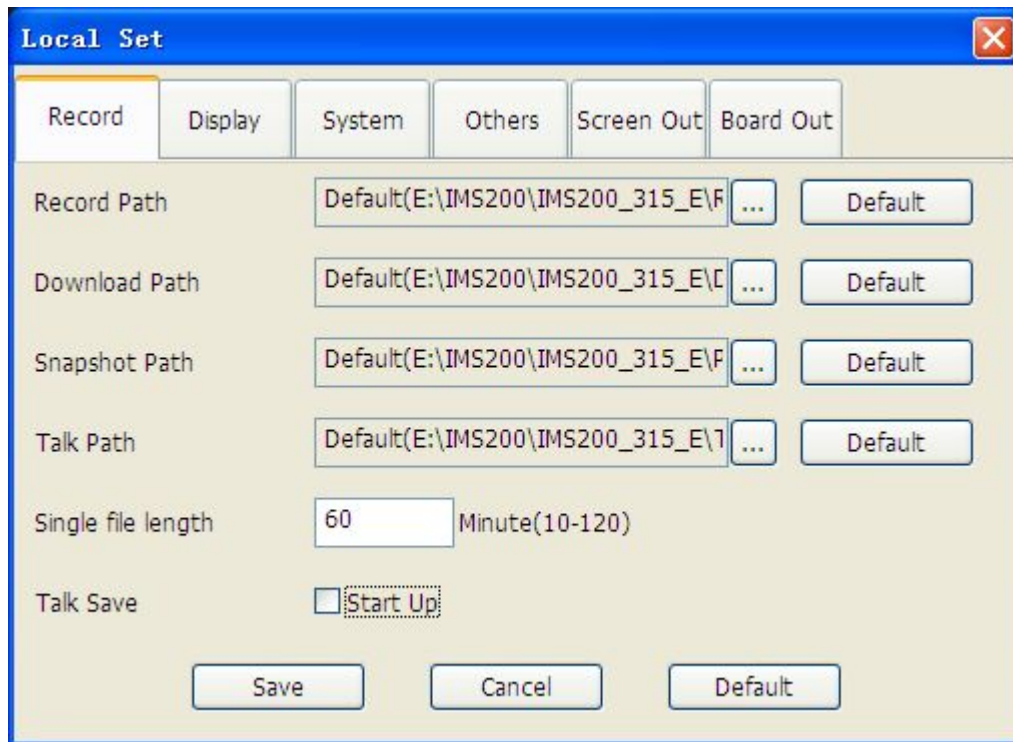 Local Set
Record Display System Others Screen Out Board Out
Record Path Default(E:\IMS200\IMS200_315_E\ ... Default
Download Path Default(E:\IMS200\IMS200_315_E\ ... Default
Snapshot Path Default(E:\IMS200\IMS200_315_E\ ... Default
Talk Path Default(E:\IMS200\IMS200_315_E\ ... Default
Single file length 60 Minute(10-120)
Talk Save Start Up
Save Cancel Default